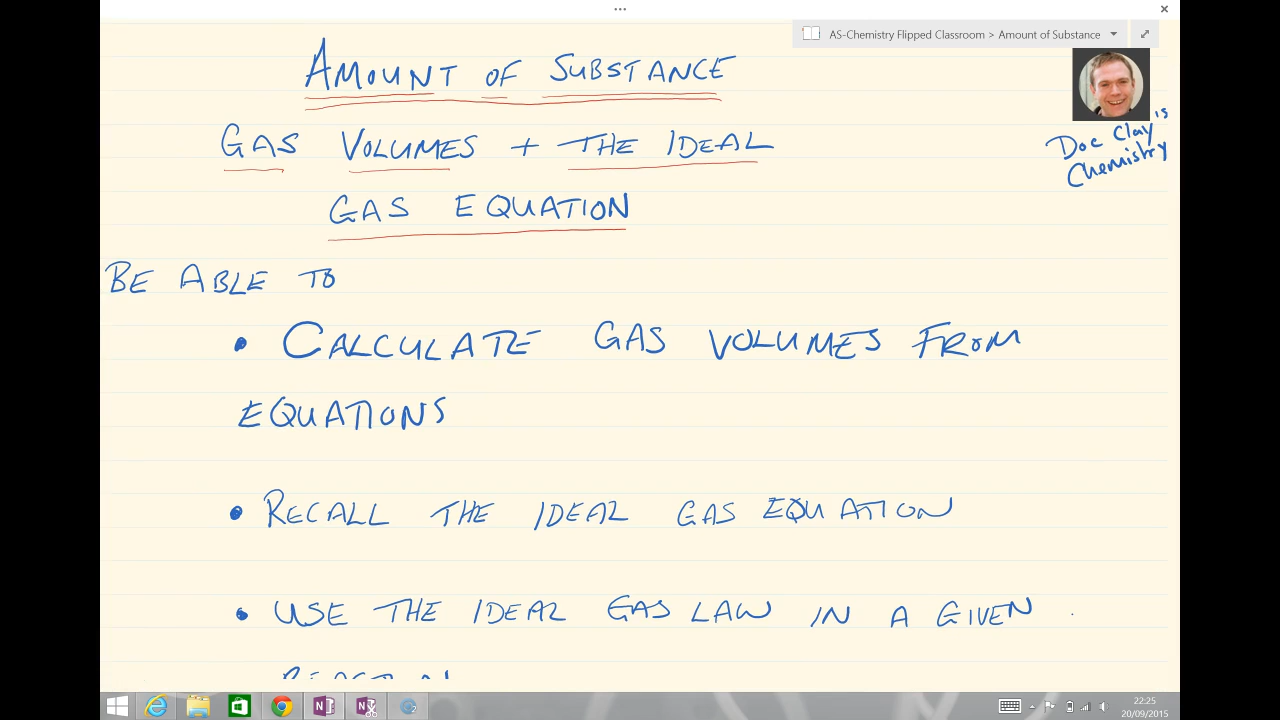 AS-Chemistry Flipped Classroom > Amount of Substance
AMOUNT OF SUBSTANCE
GAS VOLUMES + THE IDEAL
GAS EQUATION
Doc Clay's
Chemistry
BE ABLE TO
• CALCULATE GAS VOLUMES FROM
EQUATIONS
• RECALL THE IDEAL GAS EQUATION
• USE THE IDEAL GAS LAW IN A GIVEN
22:25
20/09/2015